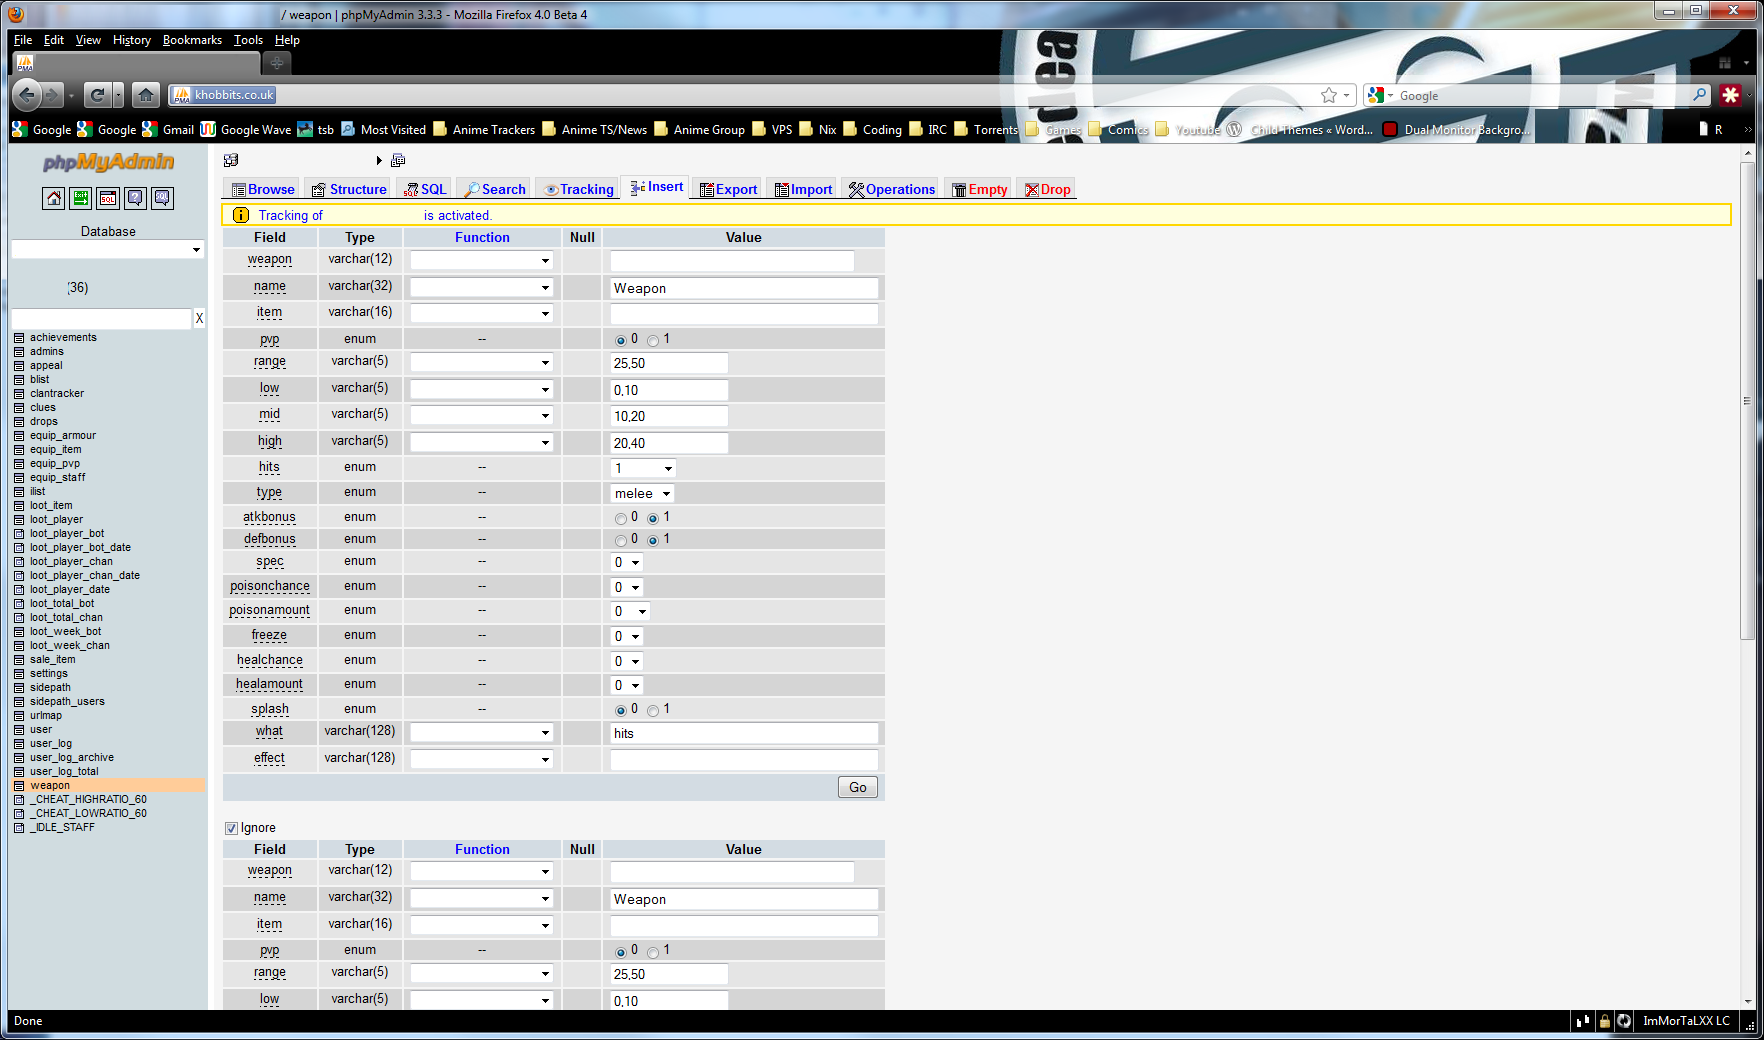 / weapon | phpMyAdmin 3.3.3 - Mozilla Firefox 4.0 Beta 4
File Edit View History Bookmarks Tools Help
khobbits.co.uk Google
Google Google Gmail Google Wave tsb Most Visited Anime Trackers Anime TS/News Anime Group VPS Nix Coding IRC Torrents Games Comics Youtube Child Themes « Word... Dual Monitor Backgro... R
phpMyAdmin
Database
(36)
X
achievements
admins
appeal
blist
clantracker
clues
drops
equip_armour
equip_item
equip_pvp
equip_staff
ilist
loot_item
loot_player
loot_player_bot
loot_player_bot_date
loot_player_chan
loot_player_chan_date
loot_player_date
loot_total_bot
loot_total_chan
loot_week_bot
loot_week_chan
sale_item
settings
sidepath
sidepath_users
urlmap
user
user_log
user_log_archive
user_log_total
weapon
_CHEAT_HIGHRATIO_60
_CHEAT_LOWRATIO_60
_IDLE_STAFF
Browse Structure SQL Search Tracking Insert Export Import Operations Empty Drop
Tracking of is activated.
Field Type Function Null Value
weapon varchar(12)
name varchar(32) Weapon
item varchar(16)
pvp enum -- 0 1
range varchar(5) 25,50
low varchar(5) 0,10
mid varchar(5) 10,20
high varchar(5) 20,40
hits enum -- 1
type enum -- melee
atkbonus enum -- 0 1
defbonus enum -- 0 1
spec enum -- 0
poisonchance enum -- 0
poisonamount enum -- 0
freeze enum -- 0
healchance enum -- 0
healamount enum -- 0
splash enum -- 0 1
what varchar(128) hits
effect varchar(128)
Go
Ignore
Field Type Function Null Value
weapon varchar(12)
name varchar(32) Weapon
item varchar(16)
pvp enum -- 0 1
range varchar(5) 25,50
low varchar(5) 0,10
Done ImMorTaLXX LC